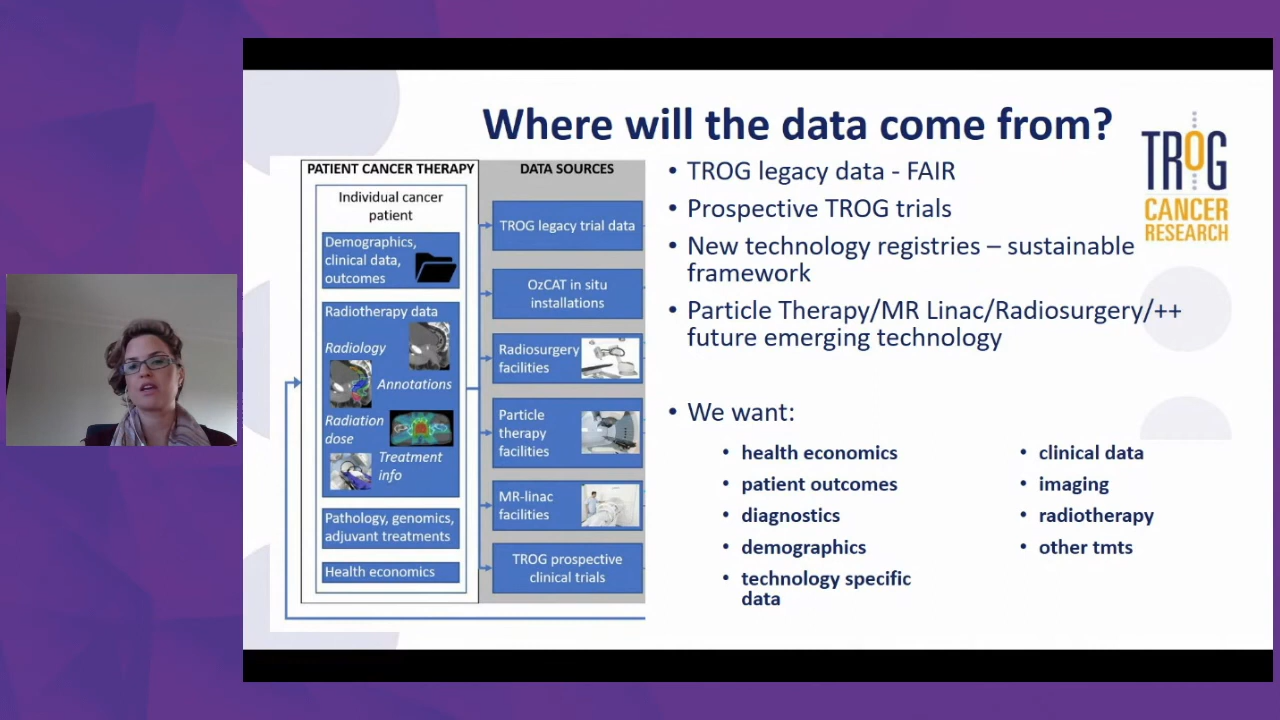 Where will the data come from?
TROG
CANCER
RESEARCH
PATIENT CANCER THERAPY
Individual cancer
patient
Demographics,
clinical data,
outcomes
Radiotherapy data
Radiology
Annotations
Radiation
dose
Treatment
info
Pathology, genomics,
adjuvant treatments
Health economics
DATA SOURCES
TROG legacy trial data
OzCAT in situ
installations
Radiosurgery
facilities
Particle
therapy
facilities
MR-linac
facilities
TROG prospective
clinical trials
• TROG legacy data - FAIR
• Prospective TROG trials
• New technology registries – sustainable
framework
• Particle Therapy/MR Linac/Radiosurgery/++
future emerging technology
• We want:
• health economics
• patient outcomes
• diagnostics
• demographics
• technology specific
data
• clinical data
• imaging
• radiotherapy
• other tmts